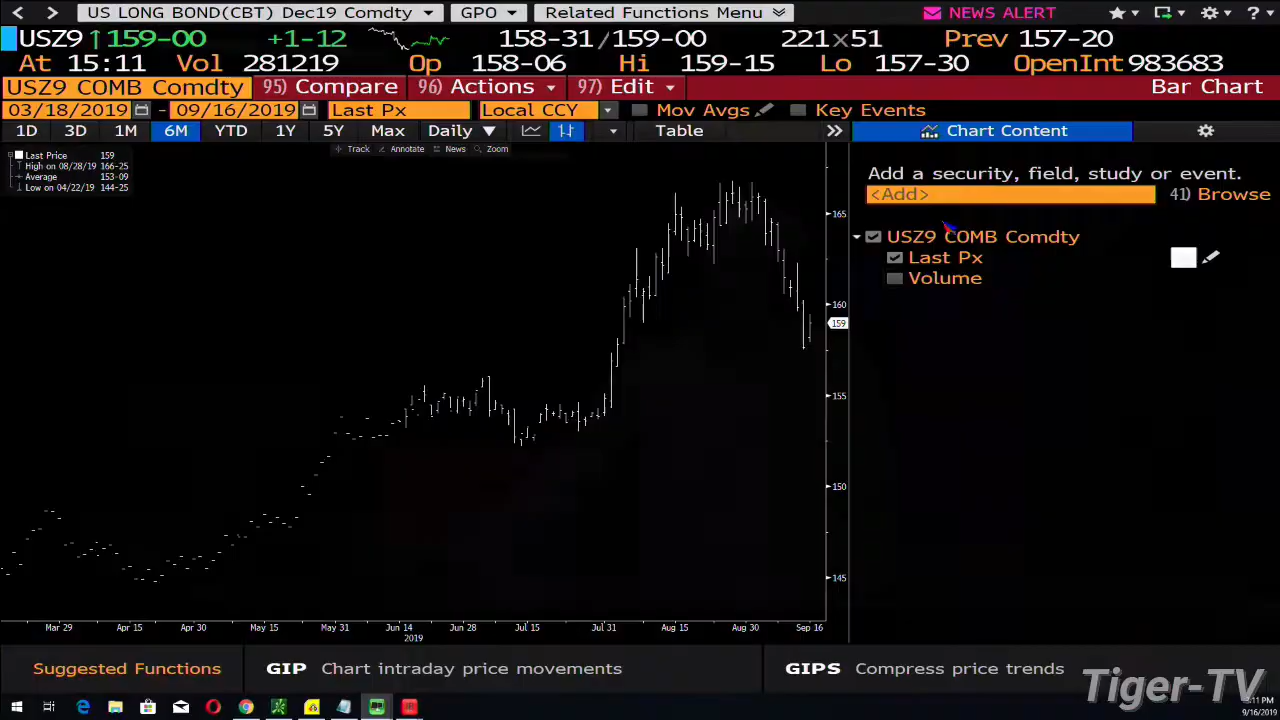 US LONG BOND(CBT) Dec19 Comdty GPO Related Functions Menu NEWS ALERT ?
USZ9 ↑159-00 +1-12 158-31/159-00 221x51 Prev 157-20
At 15:11 Vol 281219 Op 158-06 Hi 159-15 Lo 157-30 OpenInt 983683
USZ9 COMB Comdty 95) Compare 96) Actions 97) Edit Bar Chart
03/18/2019 - 09/16/2019 Last Px Local CCY Mov Avgs Key Events
1D 3D 1M 6M YTD 1Y 5Y Max Daily ▼ Table >> Chart Content
Track Annotate News Zoom
Last Price 159
High on 08/28/19 166-25
Average 153-09
Low on 04/22/19 144-25
Add a security, field, study or event.
<Add> 41) Browse
USZ9 COMB Comdty
Last Px
Volume
165
160
159
155
150
145
Mar 29 Apr 15 Apr 30 May 15 May 31 Jun 14 Jun 28 Jul 15 Jul 31 Aug 15 Aug 30 Sep 16
2019
Suggested Functions GIP Chart intraday price movements GIPS Compress price trends
Tiger-TV
3:11 PM
9/16/2019